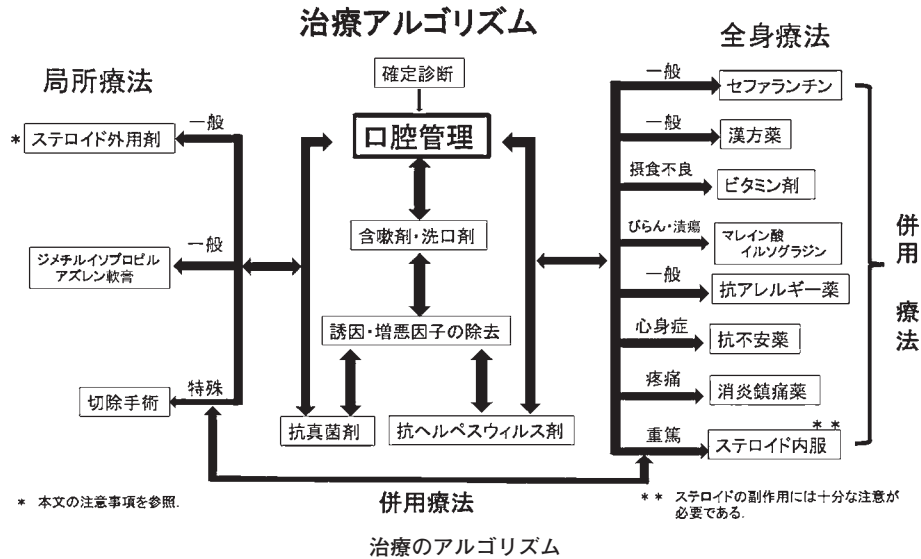 治療アルゴリズム
局所療法
全身療法
確定診断
口腔管理
含嗽剤・洗口剤
誘因・増悪因子の除去
抗真菌剤
抗ヘルペスウィルス剤
一般
* ステロイド外用剤
一般
ジメチルイソプロピル
アズレン軟膏
特殊
切除手術
一般
セファランチン
一般
漢方薬
摂食不良
ビタミン剤
びらん・潰瘍
マレイン酸
イルソグラジン
一般
抗アレルギー薬
心身症
抗不安薬
疼痛
消炎鎮痛薬
重篤
ステロイド内服 * *
併用療法
併用療法
* 本文の注意事項を参照.
* * ステロイドの副作用には十分な注意が
必要である.
治療のアルゴリズム